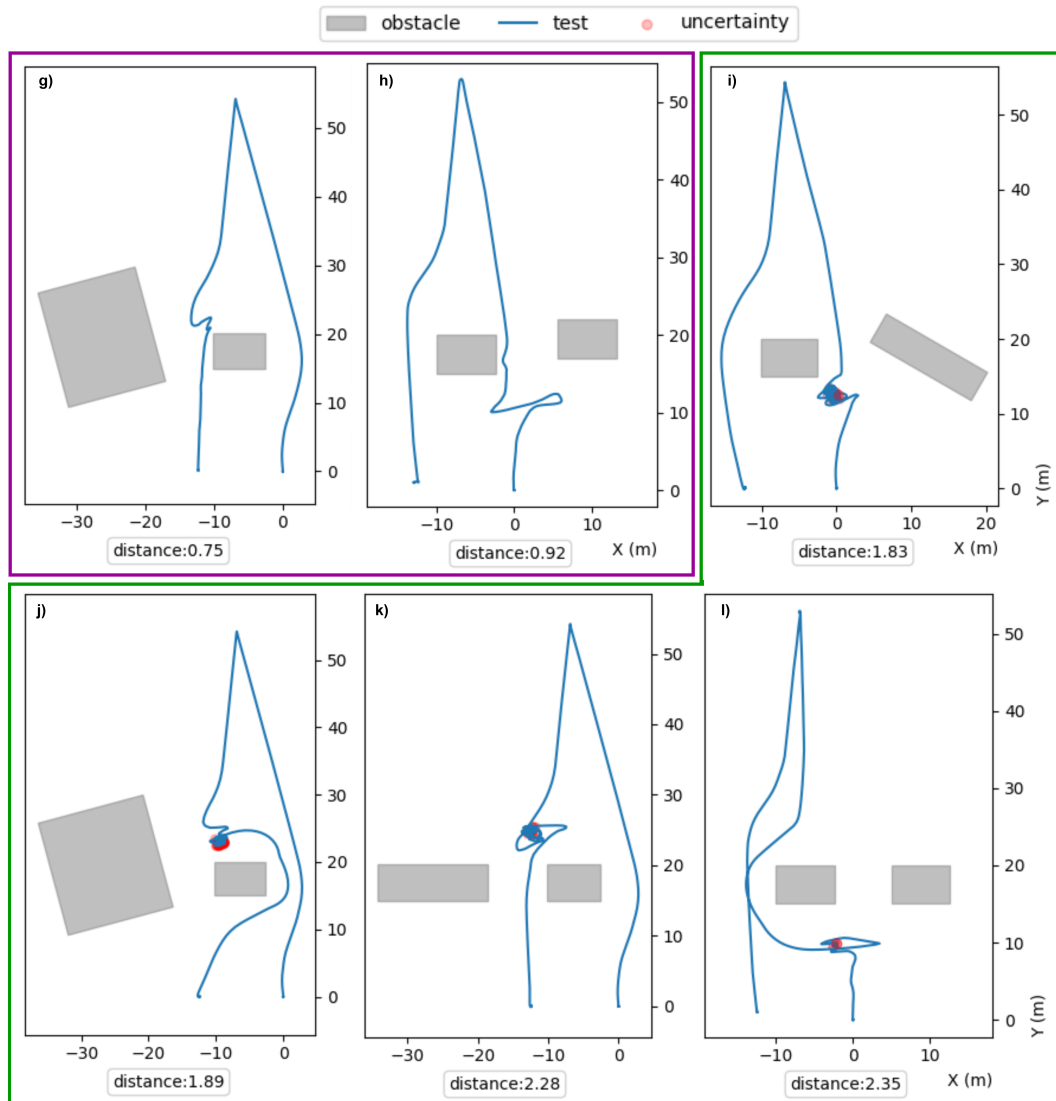 obstacle test uncertainty
g) h) i)
50 50 50
40 40 40
30 30 30
20 20 20
10 10 10
0 0 0
Y (m)
−30 −20 −10 0 −10 0 10 X (m) −10 0 10 20 X (m)
distance:0.75 distance:0.92 distance:1.83
j) k) l)
50 50 50
40 40 40
30 30 30
20 20 20
10 10 10
0 0 0
Y (m)
−30 −20 −10 0 −30 −20 −10 0 −10 0 10 X (m)
distance:1.89 distance:2.28 distance:2.35